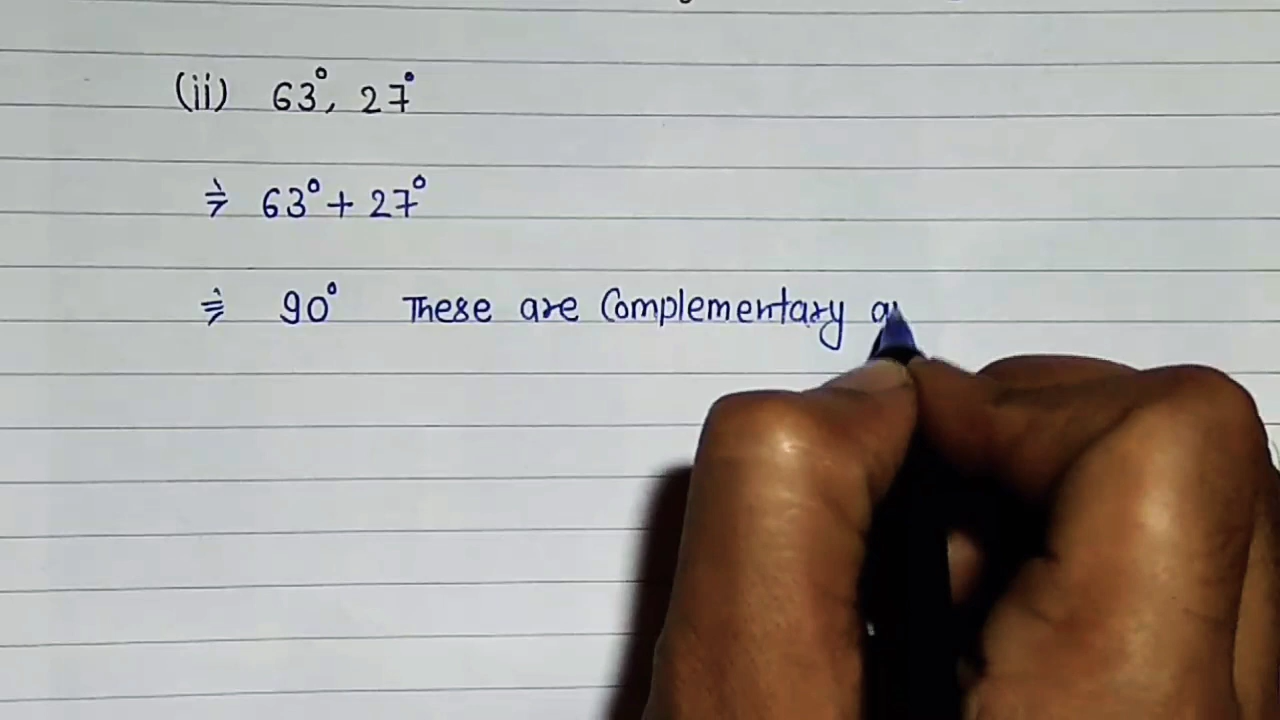 (ii) 63°, 27°
⇒ 63° + 27°
⇒ 90° These are Complementary